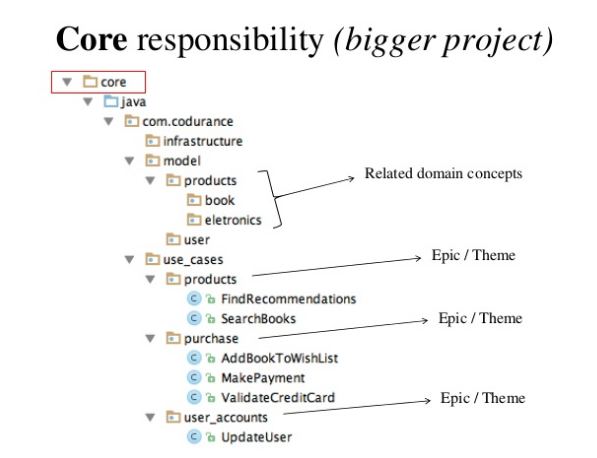 Core responsibility (bigger project)
core
java
com.codurance
infrastructure
model
products
Related domain concepts
book
eletronics
user
use_cases
Epic / Theme
products
FindRecommendations
SearchBooks
Epic / Theme
purchase
AddBookToWishList
MakePayment
ValidateCreditCard
Epic / Theme
user_accounts
UpdateUser